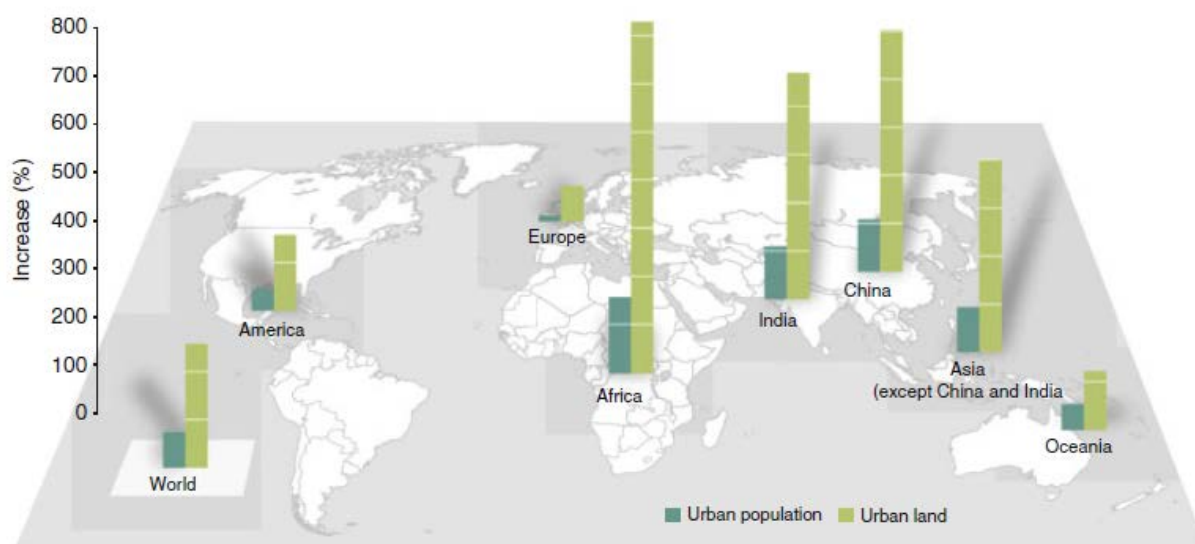 800
700
600
500
400
300
200
100
0
Increase (%)
World
America
Europe
Africa
India
China
Asia
(except China and India
Oceania
Urban population
Urban land